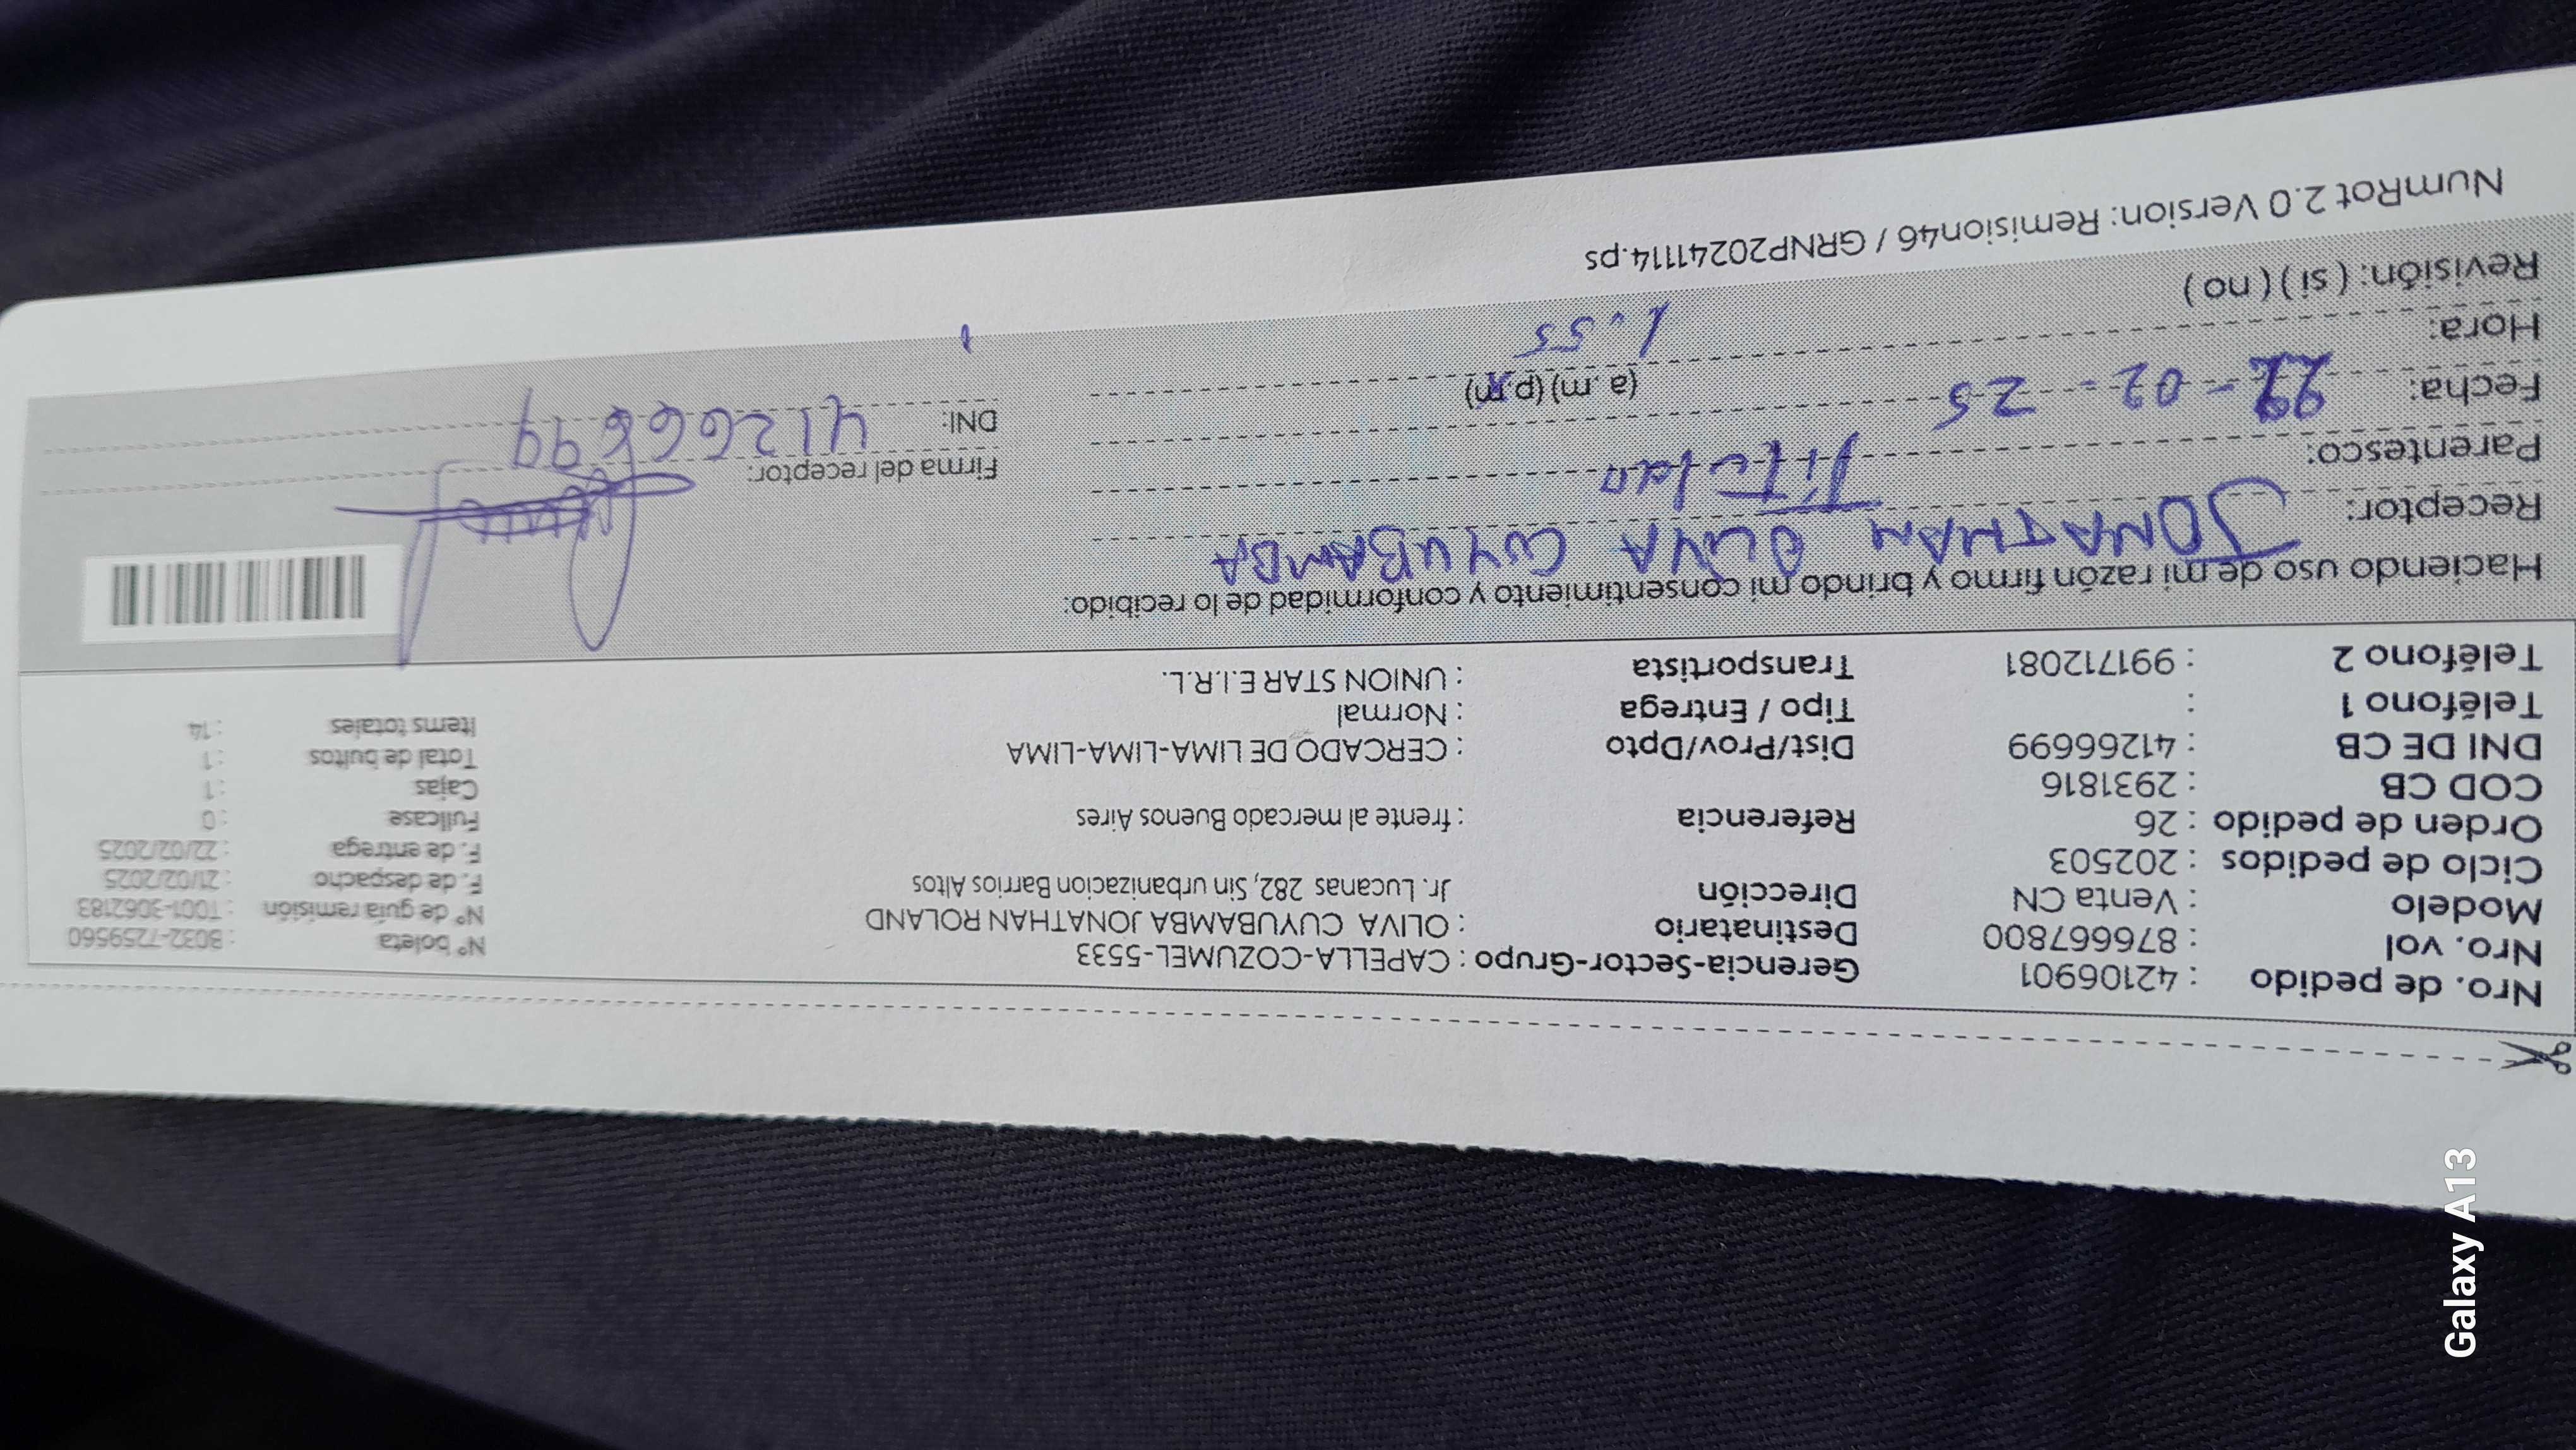 Nro. de pedido : 42106901
Nro. vol : 876667800
Modelo : Venta CN
Ciclo de pedidos : 202503
Orden de pedido : 26
COD CB : 2931816
DNI DE CB : 41266699
Teléfono 1 :
Teléfono 2 : 991712081
Gerencia-Sector-Grupo : CAPELLA-COZUMEL-5533
Destinatario : OLIVA CUYUBAMBA JONATHAN ROLAND
Dirección Jr. Lucanas 282, Sin urbanizacion Barrios Altos
Referencia : frente al mercado Buenos Aires
Dist/Prov/Dpto : CERCADO DE LIMA-LIMA-LIMA
Tipo / Entrega : Normal
Transportista : UNION STAR E.I.R.L.
N° boleta : B032-7259560
N° de guía remisión : T001-3062183
F. de despacho : 21/02/2025
F. de entrega : 22/02/2025
Fullcase : 0
Cajas : 1
Total de bultos : 1
Items totales : 14
Haciendo uso de mi razón firmo y brindo mi consentimiento y conformidad de lo recibido:
Receptor: JONATHAN OLIVA CUYUBAMBA
Parentesco: Titular
Fecha: 22-02-25
Hora: (a.m) (p.m) 1.55
Revisión: ( si ) ( no )
Firma del receptor:
DNI: 41266699
NumRot 2.0 Version: Remision46 / GRNP20241114.ps
Galaxy A13